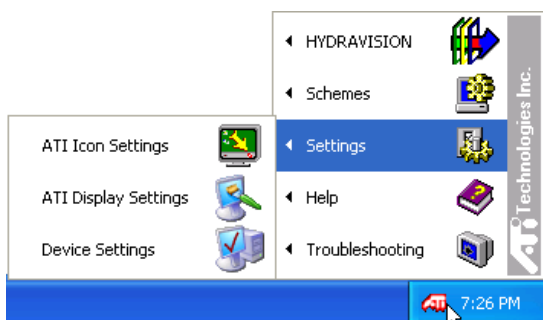 HYDRAVISION
Schemes
Settings
Help
Troubleshooting
ATI Technologies Inc.
ATI Icon Settings
ATI Display Settings
Device Settings
ATI
7:26 PM